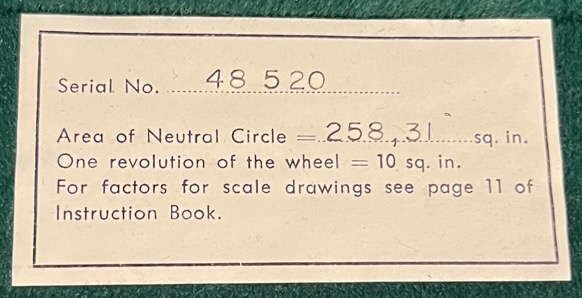 Serial No. 48 520
Area of Neutral Circle = 258,31 sq. in.
One revolution of the wheel = 10 sq. in.
For factors for scale drawings see page 11 of
Instruction Book.